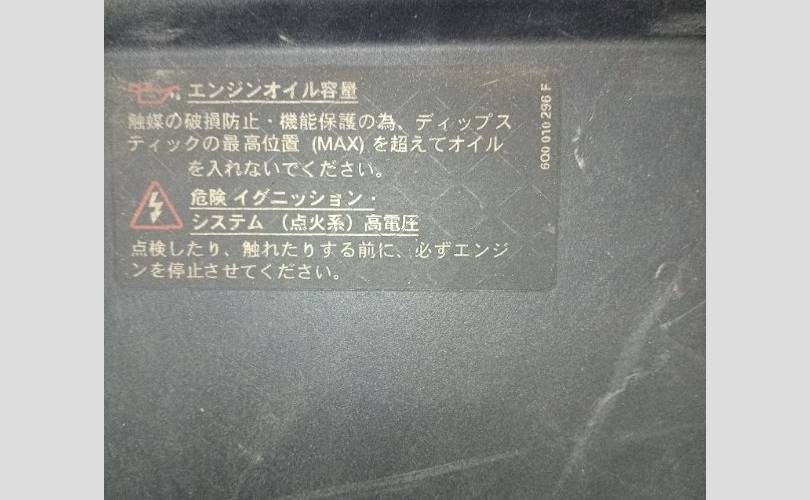 エンジンオイル容量
触媒の破損防止・機能保護の為、ディップス
ティックの最高位置 (MAX) を超えてオイル
を入れないでください。
危険 イグニッション・
システム (点火系) 高電圧
点検したり、触れたりする前に、必ずエンジ
ンを停止させてください。
6Q0 010 296 F